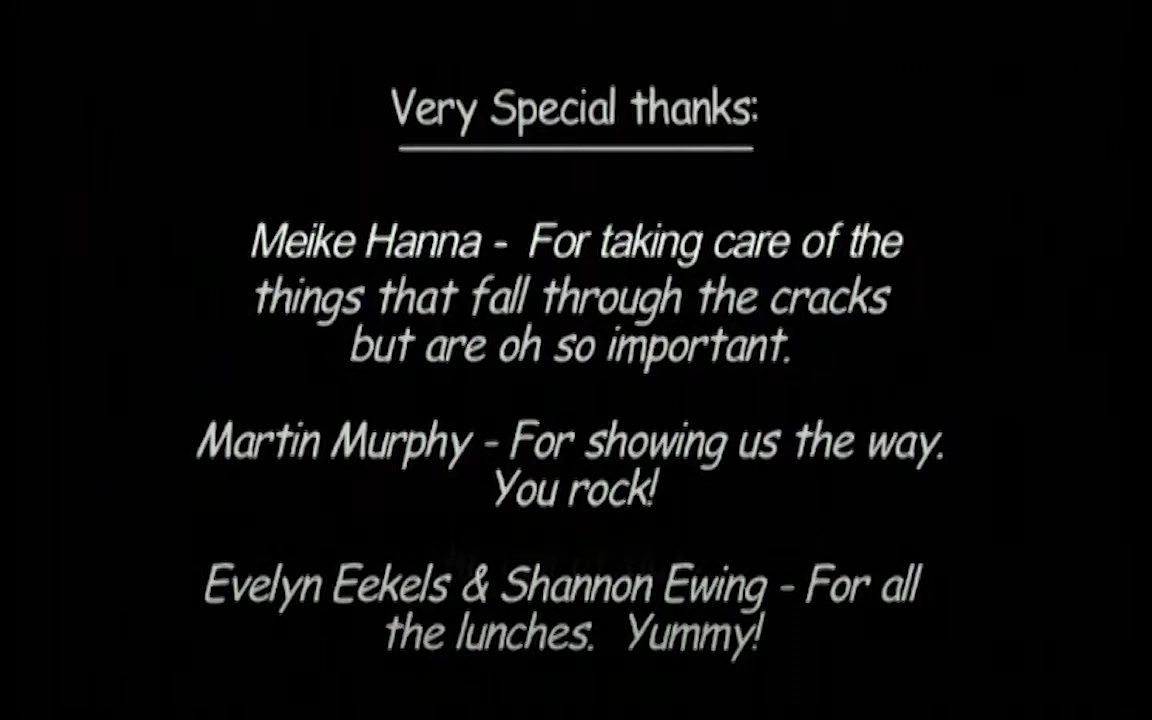 Very Special thanks:
Meike Hanna - For taking care of the
things that fall through the cracks
but are oh so important.
Martin Murphy - For showing us the way.
You rock!
Evelyn Eekels & Shannon Ewing - For all
the lunches. Yummy!